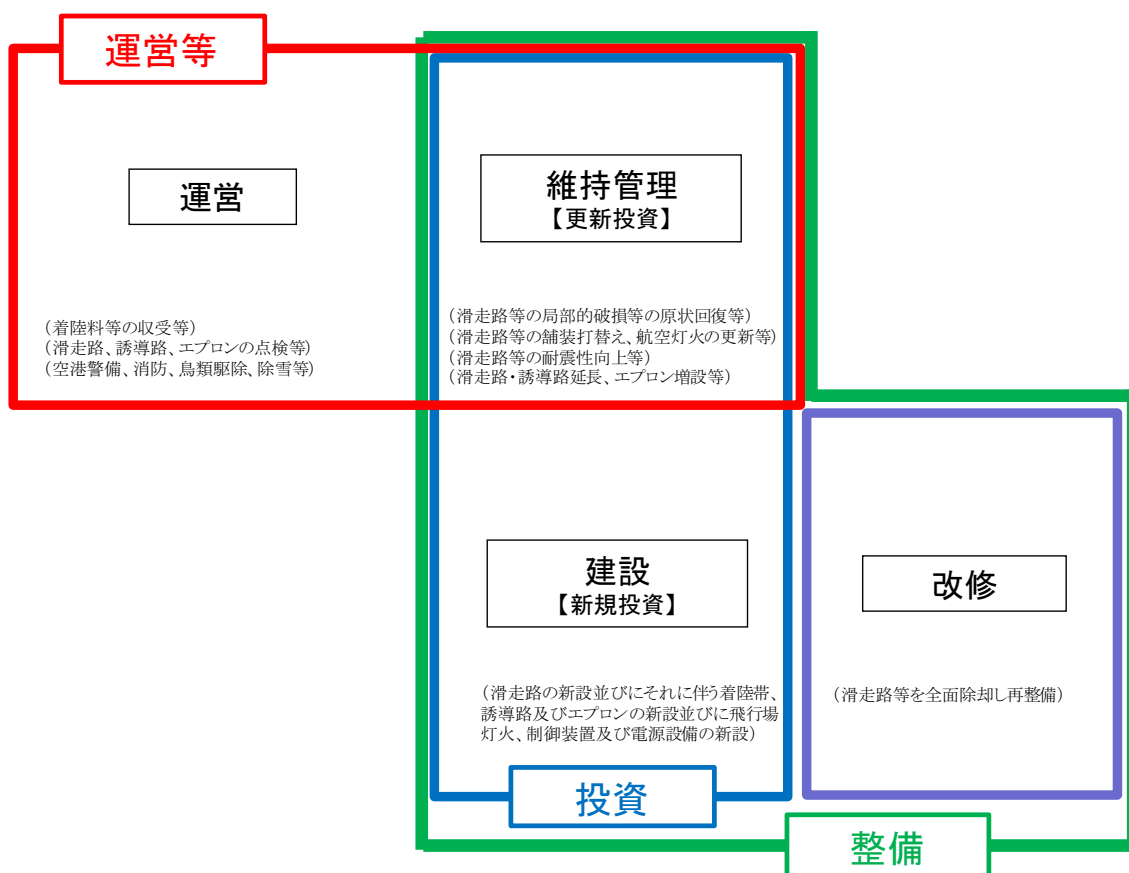 運営等
運営
(着陸料等の収受等)
(滑走路、誘導路、エプロンの点検等)
(空港警備、消防、鳥類駆除、除雪等)
維持管理
【更新投資】
(滑走路等の局部的破損等の原状回復等)
(滑走路等の舗装打替え、航空灯火の更新等)
(滑走路等の耐震性向上等)
(滑走路・誘導路延長、エプロン増設等)
建設
【新規投資】
(滑走路の新設並びにそれに伴う着陸帯、
誘導路及びエプロンの新設並びに飛行場
灯火、制御装置及び電源設備の新設)
改修
(滑走路等を全面除却し再整備)
投資
整備